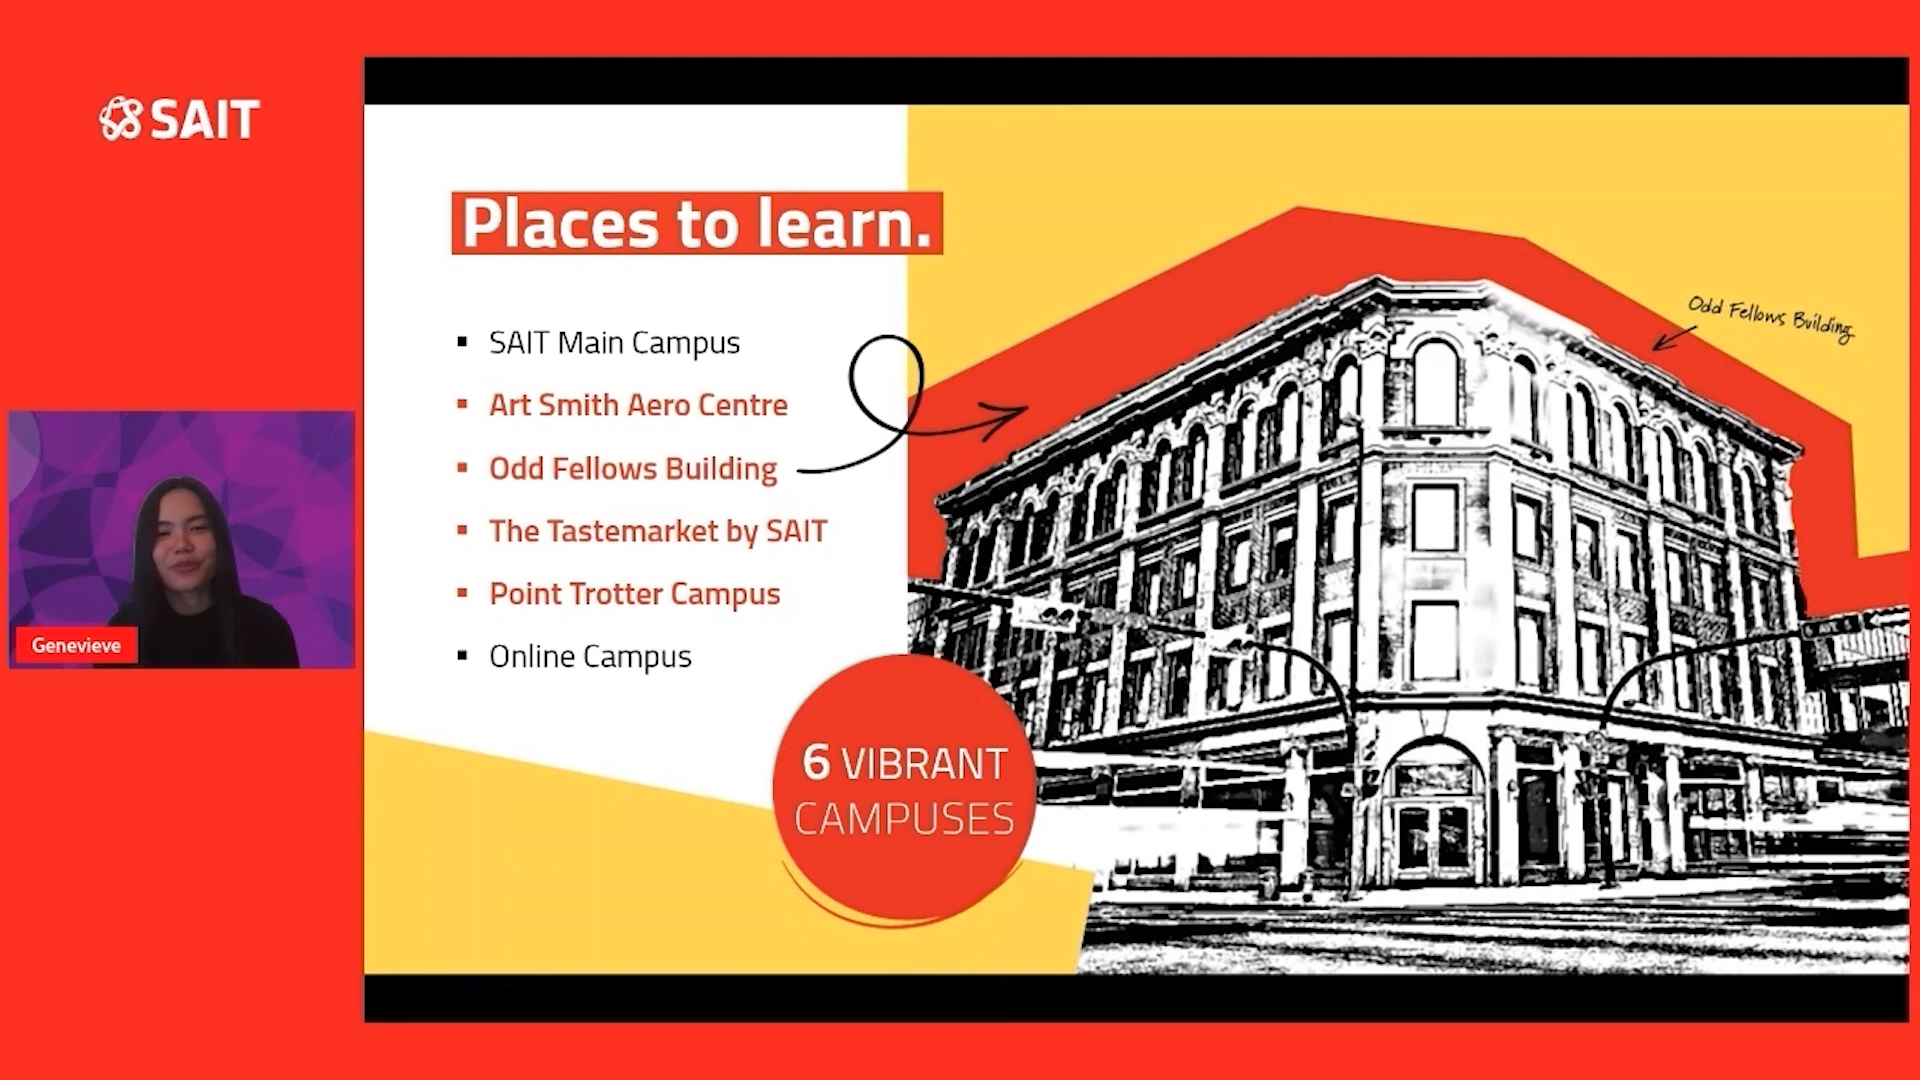 SAIT
Places to learn.
SAIT Main Campus
Art Smith Aero Centre
Odd Fellows Building
The Tastemarket by SAIT
Point Trotter Campus
Online Campus
6 VIBRANT
CAMPUSES
Odd Fellows Building
Genevieve